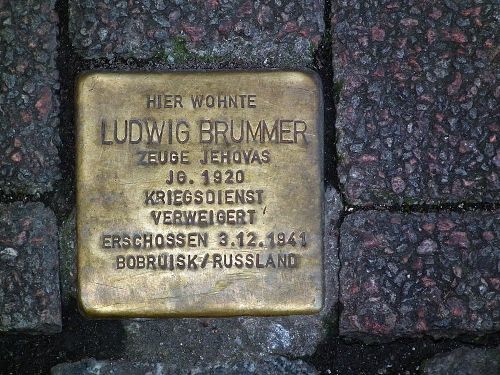 HIER WOHNTE
LUDWIG BRUMMER
ZEUGE JEHOVAS
JG. 1920
KRIEGSDIENST
VERWEIGERT
ERSCHOSSEN 3.12.1941
BOBRUISK/RUSSLAND